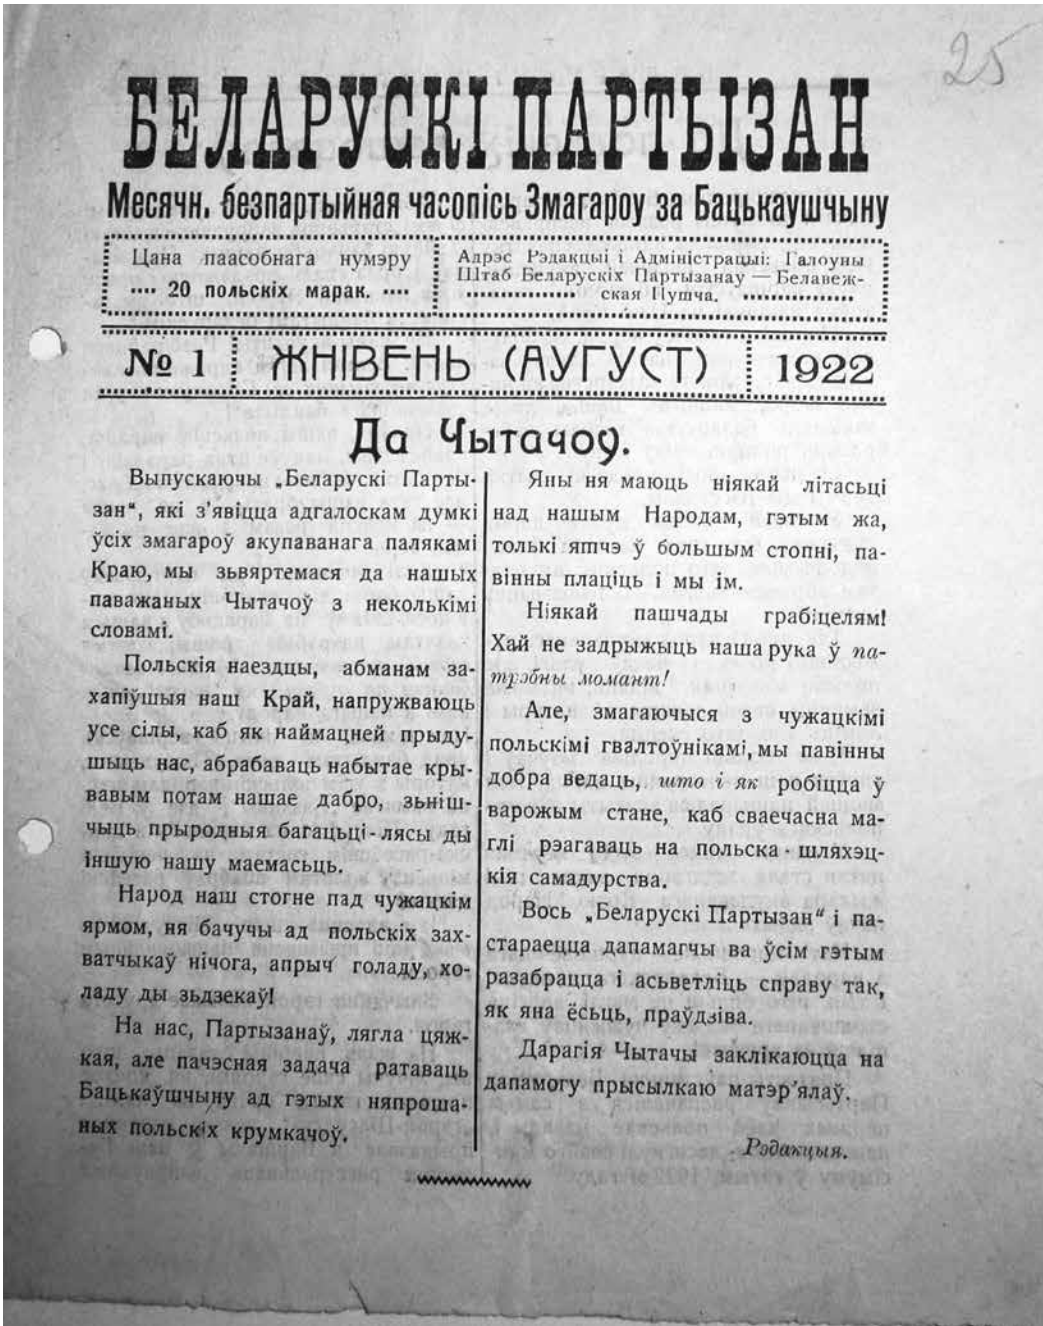 25
БЕЛАРУСКІ ПАРТЫЗАН
Месячн. безпартыйная часопісь Змагароу за Бацькаушчыну
Цана паасобнага нумэру
20 польскіх марак.
Адрэс Рэдакцыі і Адміністрацыі: Галоуны
Штаб Беларускіх Партызанау — Белавеж-
ская Пушча.
№ 1 ЖНІВЕНЬ (АУГУСТ) 1922
Да Чытачоў.
Выпускаючы „Беларускі Парты-
зан“, які з’явіцца адгалоскам думкі
ўсіх змагароў акупаванага палякамі
Краю, мы зьвяртемася да нашых
паважаных Чытачоў з неколькімі
словамі.
Польскія наездцы, абманам за-
хапіўшыя наш Край, напружваюць
усе сілы, каб як наймацней прыду-
шыць нас, абрабаваць набытае кры-
вавым потам нашае дабро, зьніш-
чыць прыродныя багацьці-лясы ды
іншую нашу маемасьць.
Народ наш стогне пад чужацкім
ярмом, ня бачучы ад польскіх зах-
ватчыкаў нічога, апрыч голаду, хо-
ладу ды зьдзекаў!
На нас, Партызанаў, лягла цяж-
кая, але пачэсная задача ратаваць
Бацькаўшчыну ад гэтых няпроша-
ных польскіх крумкачоў.
Яны ня маюць ніякай літасьці
над нашым Народам, гэтым жа,
толькі яшчэ ў большым стопні, па-
вінны плаціць і мы ім.
Ніякай пашчады грабіцелям!
Хай не задрыжыць наша рука ў па-
трэбны момант!
Але, змагаючыся з чужацкімі
польскімі гвалтоўнікамі, мы павінны
добра ведаць, што і як робіцца ў
варожым стане, каб сваечасна ма-
глі рэагаваць на польска-шляхэц-
кія самадурства.
Вось „Беларускі Партызан“ і па-
стараецца дапамагчы ва ўсім гэтым
разабрацца і асьветліць справу так,
як яна ёсьць, праўдзіва.
Дарагія Чытачы заклікаюцца на
дапамогу прысылкаю матэр’ялаў.
Рэдакцыя.